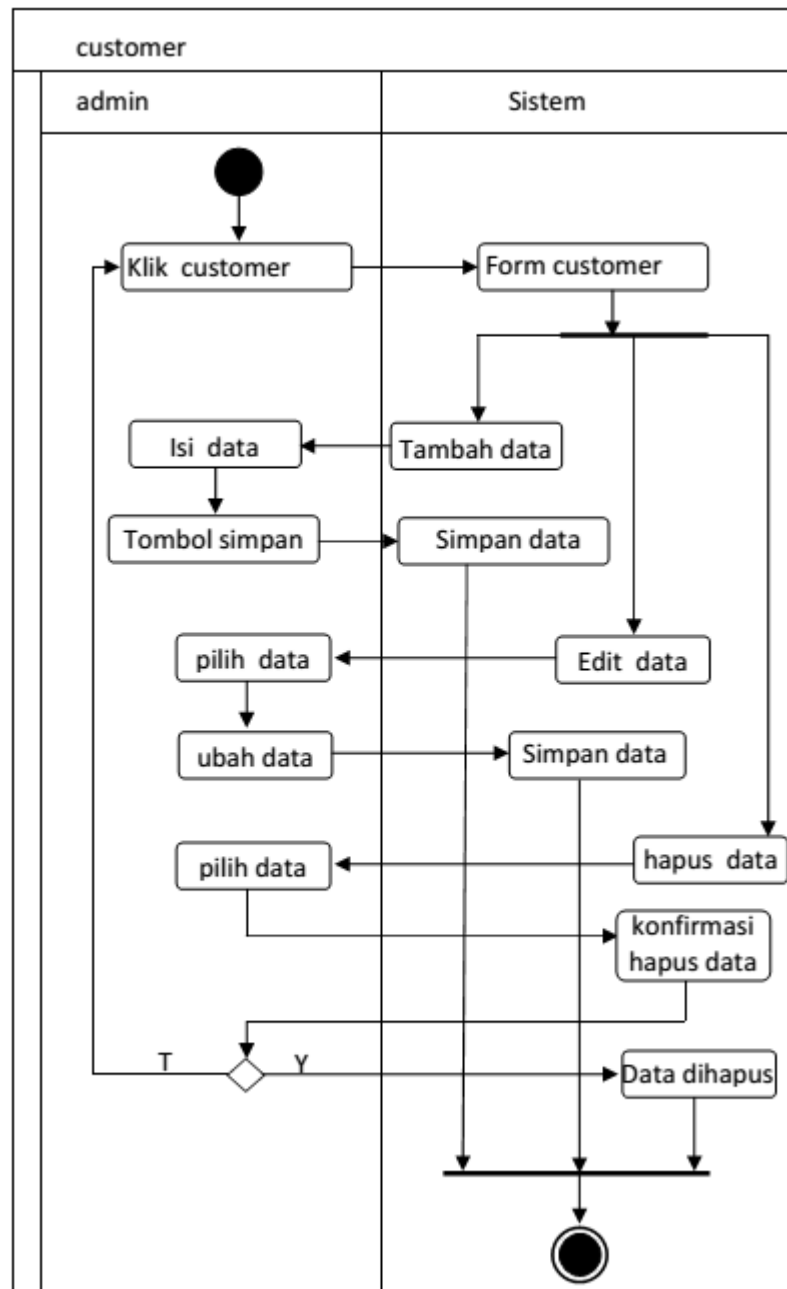 customer
admin
Sistem
Klik customer
Form customer
Isi data
Tambah data
Tombol simpan
Simpan data
pilih data
Edit data
ubah data
Simpan data
pilih data
hapus data
konfirmasi
hapus data
T
Y
Data dihapus